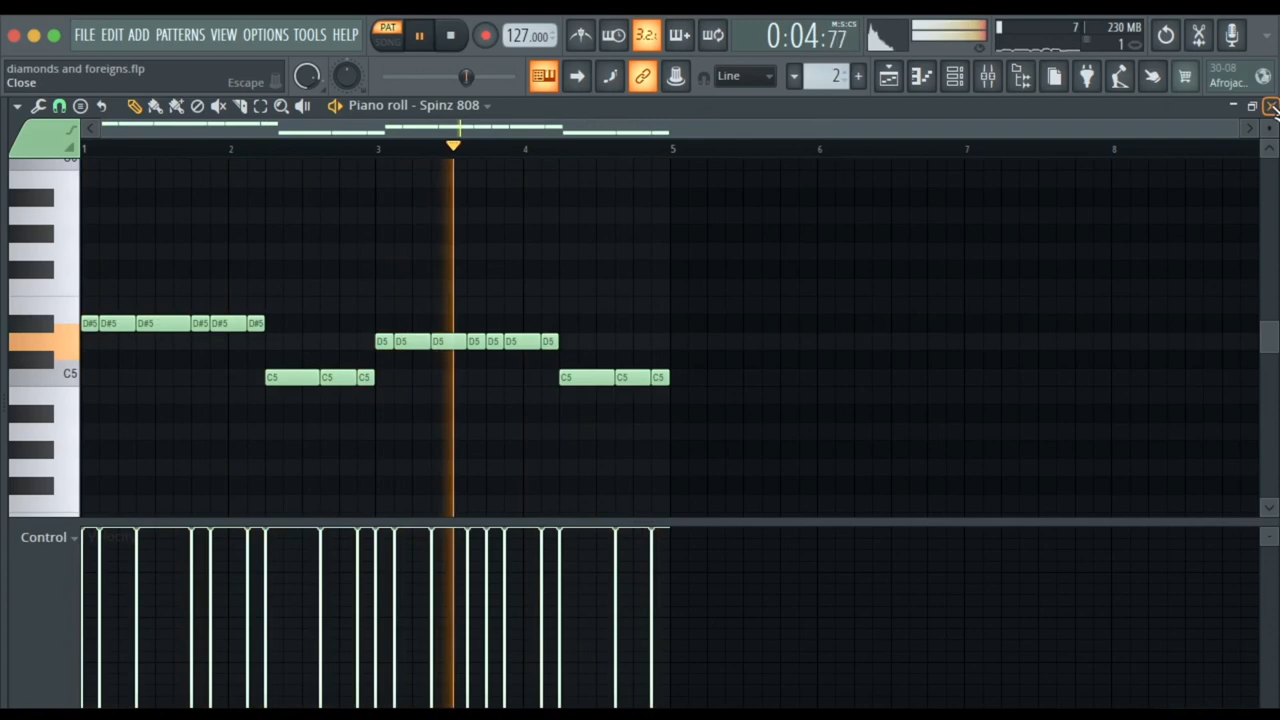 FILE EDIT ADD PATTERNS VIEW OPTIONS TOOLS HELP
PAT
SONG
127.000
3.2.
0:04:77
M:S:CS
7
230 MB
1
diamonds and foreigns.flp
Close
Escape
Line
2
30-08
Afrojac..
Piano roll - Spinz 808
1 2 3 4 5 6 7 8
D#5 D#5 D#5 D#5 D#5 D#5
D5 D5 D5 D5 D5 D5 D5
C5
C5 C5 C5 C5 C5 C5
Control